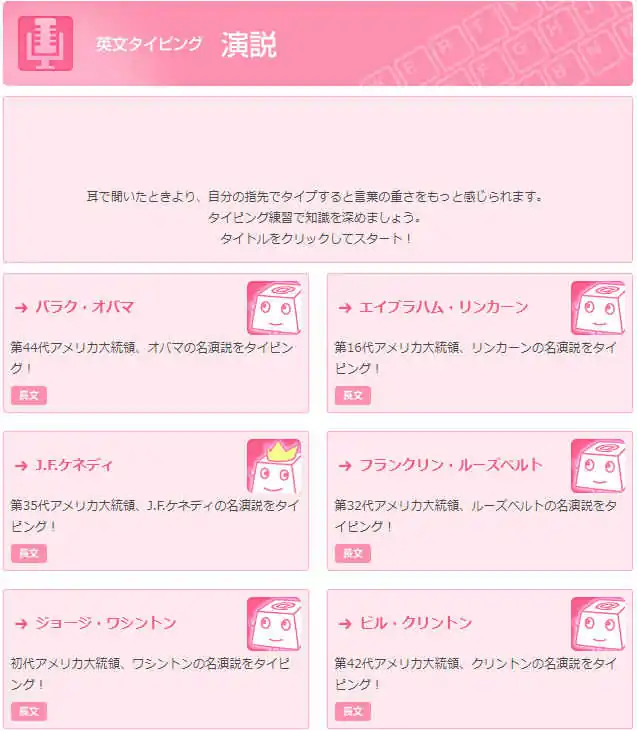 英文タイピング 演説
耳で聞いたときより、自分の指先でタイプすると言葉の重さをもっと感じられます。
タイピング練習で知識を深めましょう。
タイトルをクリックしてスタート！
→ バラク・オバマ
第44代アメリカ大統領、オバマの名演説をタイピン
グ！
長文
→ エイブラハム・リンカーン
第16代アメリカ大統領、リンカーンの名演説をタイ
ピング！
長文
→ J.F.ケネディ
第35代アメリカ大統領、J.F.ケネディの名演説をタイ
ピング！
長文
→ フランクリン・ルーズベルト
第32代アメリカ大統領、ルーズベルトの名演説をタ
イピング！
長文
→ ジョージ・ワシントン
初代アメリカ大統領、ワシントンの名演説をタイピ
ング！
長文
→ ビル・クリントン
第42代アメリカ大統領、クリントンの名演説をタイ
ピング！
長文